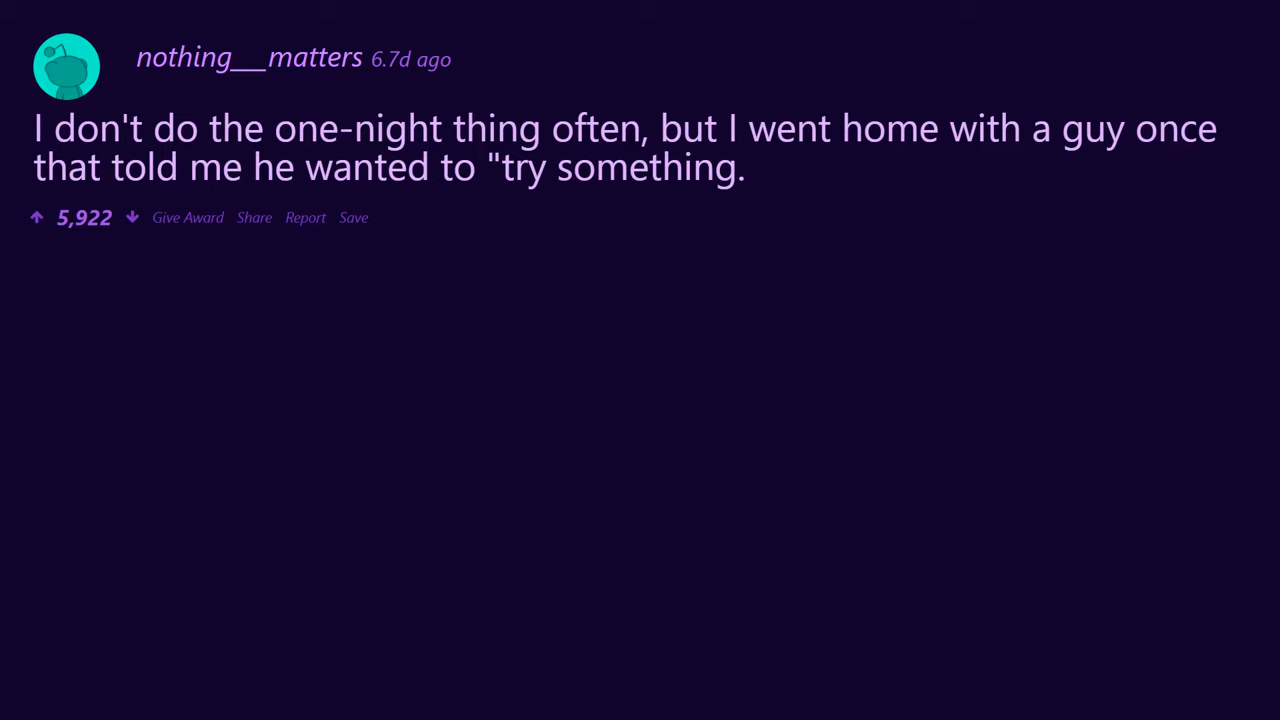 nothing___matters 6.7d ago
I don't do the one-night thing often, but I went home with a guy once
that told me he wanted to "try something.
5,922 Give Award Share Report Save